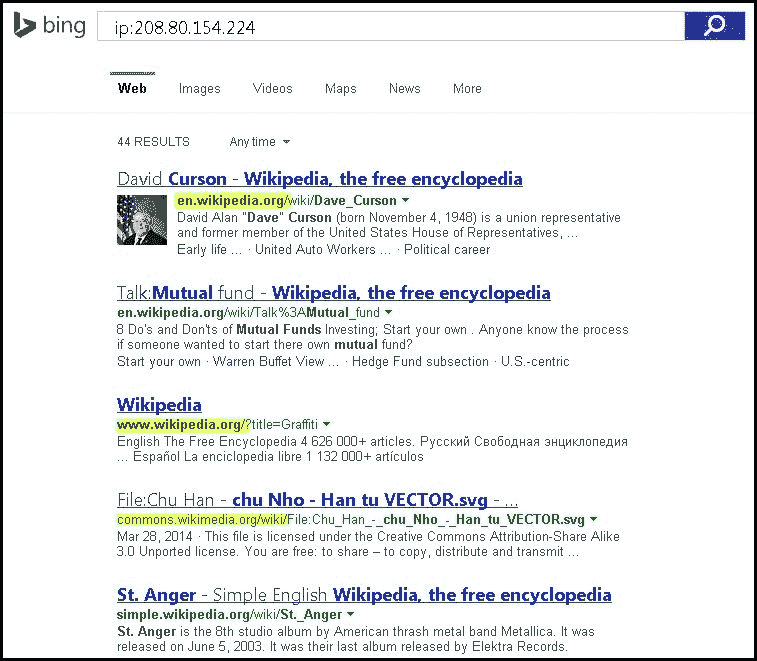 bing
ip:208.80.154.224
Web Images Videos Maps News More
44 RESULTS Any time
David Curson - Wikipedia, the free encyclopedia
en.wikipedia.org/wiki/Dave_Curson
David Alan "Dave" Curson (born November 4, 1948) is a union representative
and former member of the United States House of Representatives, ...
Early life ... · United Auto Workers ... · Political career
Talk:Mutual fund - Wikipedia, the free encyclopedia
en.wikipedia.org/wiki/Talk%3AMutual_fund
8 Do's and Don'ts of Mutual Funds Investing; Start your own . Anyone know the process
if someone wanted to start there own mutual fund?
Start your own · Warren Buffet View ... · Hedge Fund subsection · U.S.-centric
Wikipedia
www.wikipedia.org/?title=Graffiti
English The Free Encyclopedia 4 626 000+ articles. Русский Свободная энциклопедия
... Español La enciclopedia libre 1 132 000+ artículos
File:Chu Han - chu Nho - Han tu VECTOR.svg - ...
commons.wikimedia.org/wiki/File:Chu_Han_-_chu_Nho_-_Han_tu_VECTOR.svg
Mar 28, 2014 · This file is licensed under the Creative Commons Attribution-Share Alike
3.0 Unported license. You are free: to share – to copy, distribute and transmit ...
St. Anger - Simple English Wikipedia, the free encyclopedia
simple.wikipedia.org/wiki/St._Anger
St. Anger is the 8th studio album by American thrash metal band Metallica. It was
released on June 5, 2003. It was their last album released by Elektra Records.